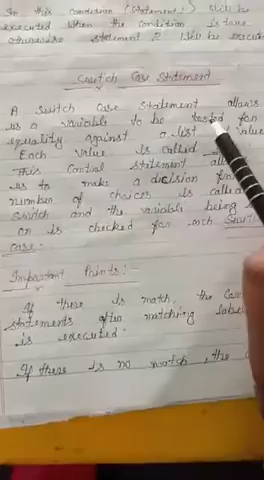 In this condition (Statement) will be
executed when the condition is true
otherwise statement 2 will be execu
Switch Case Statement
A switch case statement allows
us a variable to be tested for
equality against a list value
Each value is called
This control statement all
us to make a decision from
number of choices is called
Switch and the variable being
on is checked for each Swit
case:
Important Points:-
If there is match, the
statements after matching label
is executed:
If there is no match, the